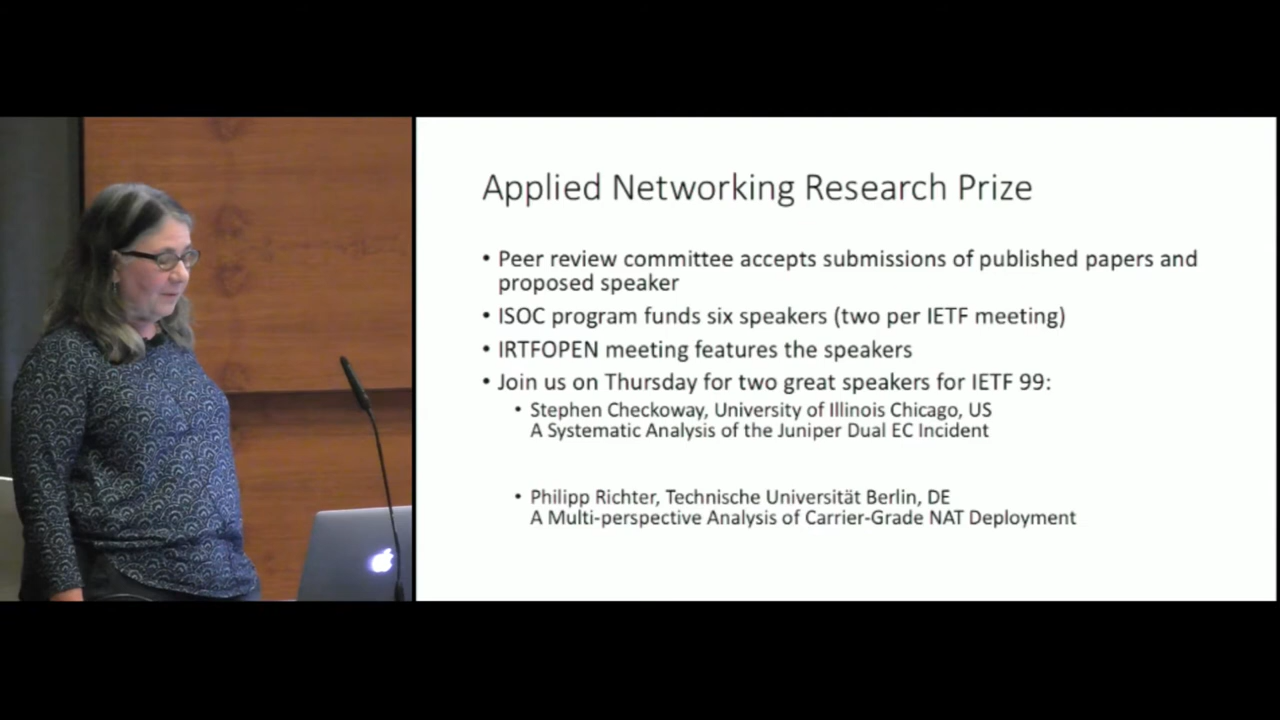 Applied Networking Research Prize
• Peer review committee accepts submissions of published papers and
proposed speaker
• ISOC program funds six speakers (two per IETF meeting)
• IRTFOPEN meeting features the speakers
• Join us on Thursday for two great speakers for IETF 99:
• Stephen Checkoway, University of Illinois Chicago, US
A Systematic Analysis of the Juniper Dual EC Incident
• Philipp Richter, Technische Universität Berlin, DE
A Multi-perspective Analysis of Carrier-Grade NAT Deployment